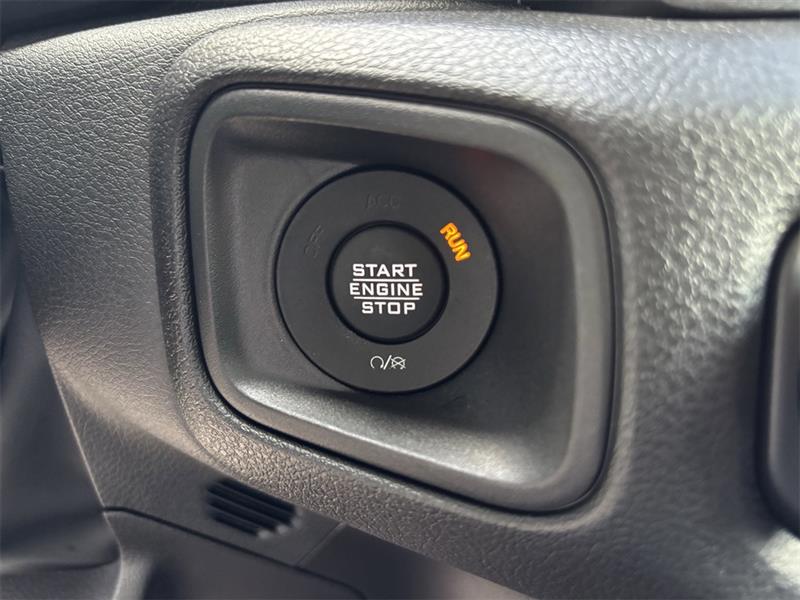 ACC
OFF
RUN
START
ENGINE
STOP